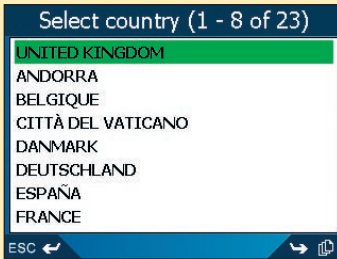 Select country (1 - 8 of 23)
UNITED KINGDOM
ANDORRA
BELGIQUE
CITTÀ DEL VATICANO
DANMARK
DEUTSCHLAND
ESPAÑA
FRANCE
ESC